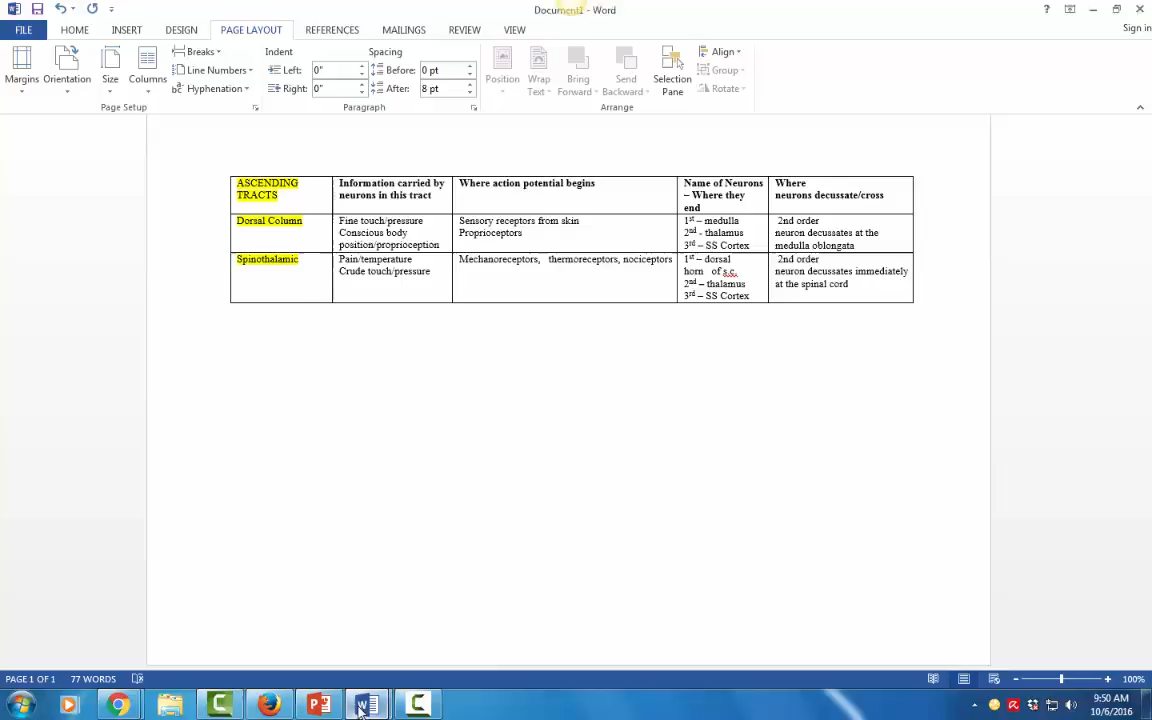 Document1 - Word
?
Sign in
FILE HOME INSERT DESIGN PAGE LAYOUT REFERENCES MAILINGS REVIEW VIEW
Margins
Orientation
Size
Columns
Breaks
Line Numbers
Hyphenation
Page Setup
Indent
Left: 0"
Right: 0"
Spacing
Before: 0 pt
After: 8 pt
Paragraph
Position
Wrap
Text
Bring
Forward
Send
Backward
Selection
Pane
Align
Group
Rotate
Arrange
ASCENDING
TRACTS
Information carried by
neurons in this tract
Where action potential begins
Name of Neurons
– Where they
end
Where
neurons decussate/cross
Dorsal Column
Fine touch/pressure
Conscious body
position/proprioception
Sensory receptors from skin
Proprioceptors
1st – medulla
2nd - thalamus
3rd – SS Cortex
2nd order
neuron decussates at the
medulla oblongata
Spinothalamic
Pain/temperature
Crude touch/pressure
Mechanoreceptors, thermoreceptors, nociceptors
1st – dorsal
horn of s.c.
2nd – thalamus
3rd – SS Cortex
2nd order
neuron decussates immediately
at the spinal cord
PAGE 1 OF 1 77 WORDS
100%
9:50 AM
10/6/2016